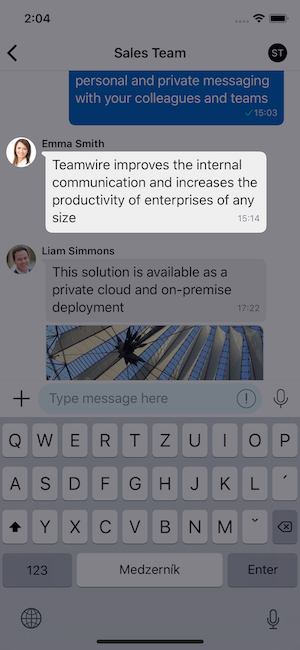 2:04
Sales Team
ST
personal and private messaging
with your colleagues and teams
15:03
Emma Smith
Teamwire improves the internal
communication and increases the
productivity of enterprises of any
size
15:14
Liam Simmons
This solution is available as a
private cloud and on-premise
deployment
17:22
Type message here
Q W E R T Z U I O P
A S D F G H J K L ´
Y X C V B N M ˇ
123 Medzerník Enter